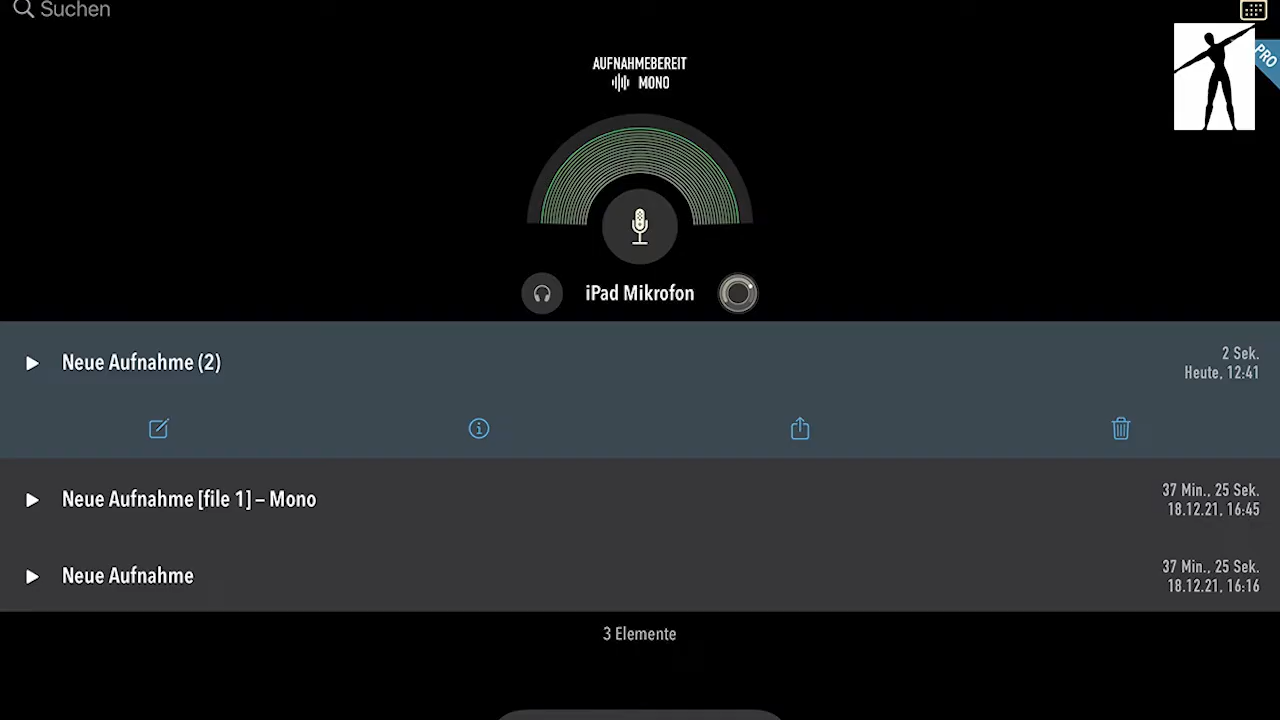 Suchen
PRO
AUFNAHMEBEREIT
MONO
iPad Mikrofon
Neue Aufnahme (2)
2 Sek.
Heute, 12:41
Neue Aufnahme [file 1] – Mono
37 Min., 25 Sek.
18.12.21, 16:45
Neue Aufnahme
37 Min., 25 Sek.
18.12.21, 16:16
3 Elemente